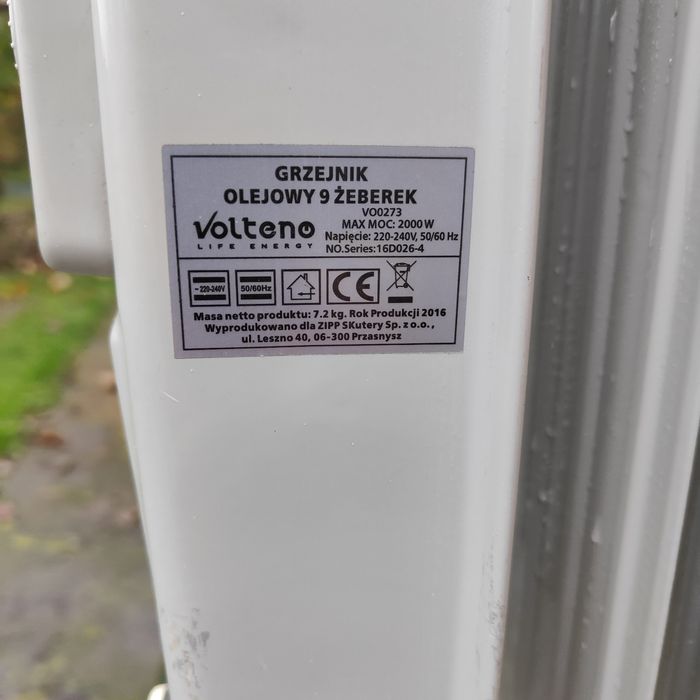 GRZEJNIK
OLEJOWY 9 ŻEBEREK
Volteno
LIFE ENERGY
VO0273
MAX MOC: 2000 W
Napięcie: 220-240V, 50/60 Hz
NO.Series:16D026-4
~ 220-240V
50/60Hz
CE
Masa netto produktu: 7.2 kg. Rok Produkcji 2016
Wyprodukowano dla ZIPP SKutery Sp. z o.o.,
ul. Leszno 40, 06-300 Przasnysz